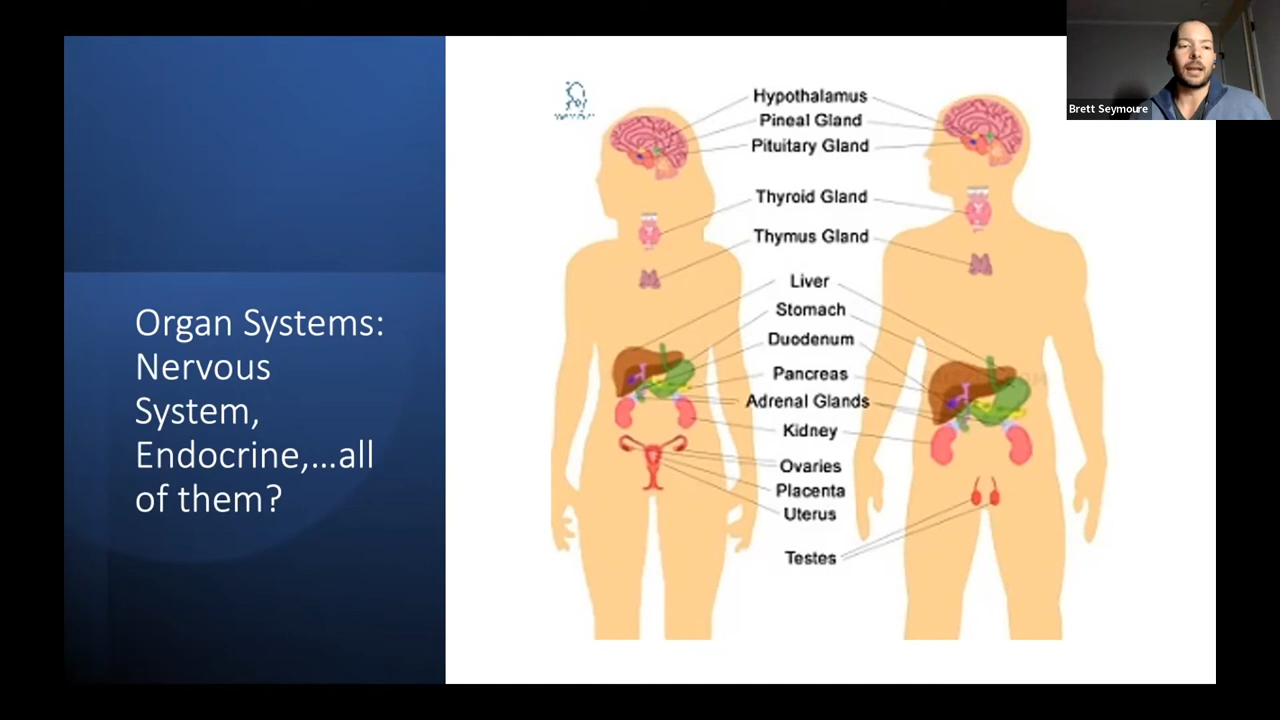 Organ Systems:
Nervous
System,
Endocrine,...all
of them?
Hypothalamus
Pineal Gland
Pituitary Gland
Thyroid Gland
Thymus Gland
Liver
Stomach
Duodenum
Pancreas
Adrenal Glands
Kidney
Ovaries
Placenta
Uterus
Testes
Brett Seymoure